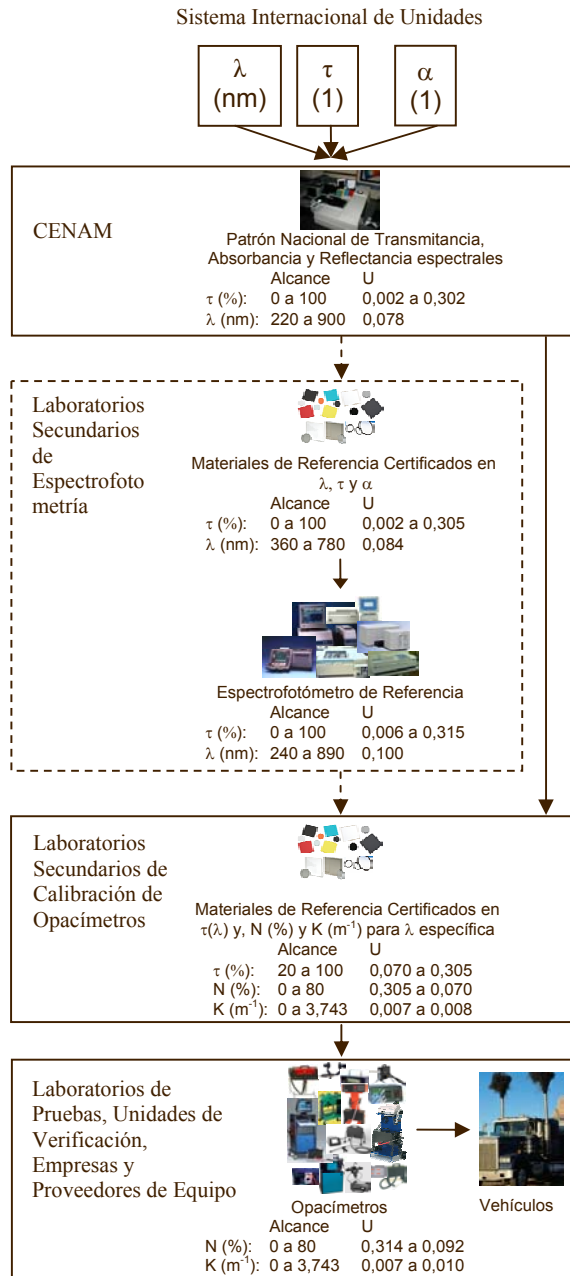 Sistema Internacional de Unidades
λ
(nm)
τ
(1)
α
(1)
CENAM
Patrón Nacional de Transmitancia,
Absorbancia y Reflectancia espectrales
Alcance U
τ (%): 0 a 100 0,002 a 0,302
λ (nm): 220 a 900 0,078
Laboratorios
Secundarios
de
Espectrofoto
metría
Materiales de Referencia Certificados en
λ, τ y α
Alcance U
τ (%): 0 a 100 0,002 a 0,305
λ (nm): 360 a 780 0,084
Espectrofotómetro de Referencia
Alcance U
τ (%): 0 a 100 0,006 a 0,315
λ (nm): 240 a 890 0,100
Laboratorios
Secundarios de
Calibración de
Opacímetros
Materiales de Referencia Certificados en
τ(λ) y, N (%) y K (m⁻¹) para λ específica
Alcance U
τ (%): 20 a 100 0,070 a 0,305
N (%): 0 a 80 0,305 a 0,070
K (m⁻¹): 0 a 3,743 0,007 a 0,008
Laboratorios de
Pruebas, Unidades de
Verificación,
Empresas y
Proveedores de Equipo
Opacímetros
Alcance U
N (%): 0 a 80 0,314 a 0,092
K (m⁻¹): 0 a 3,743 0,007 a 0,010
Vehículos